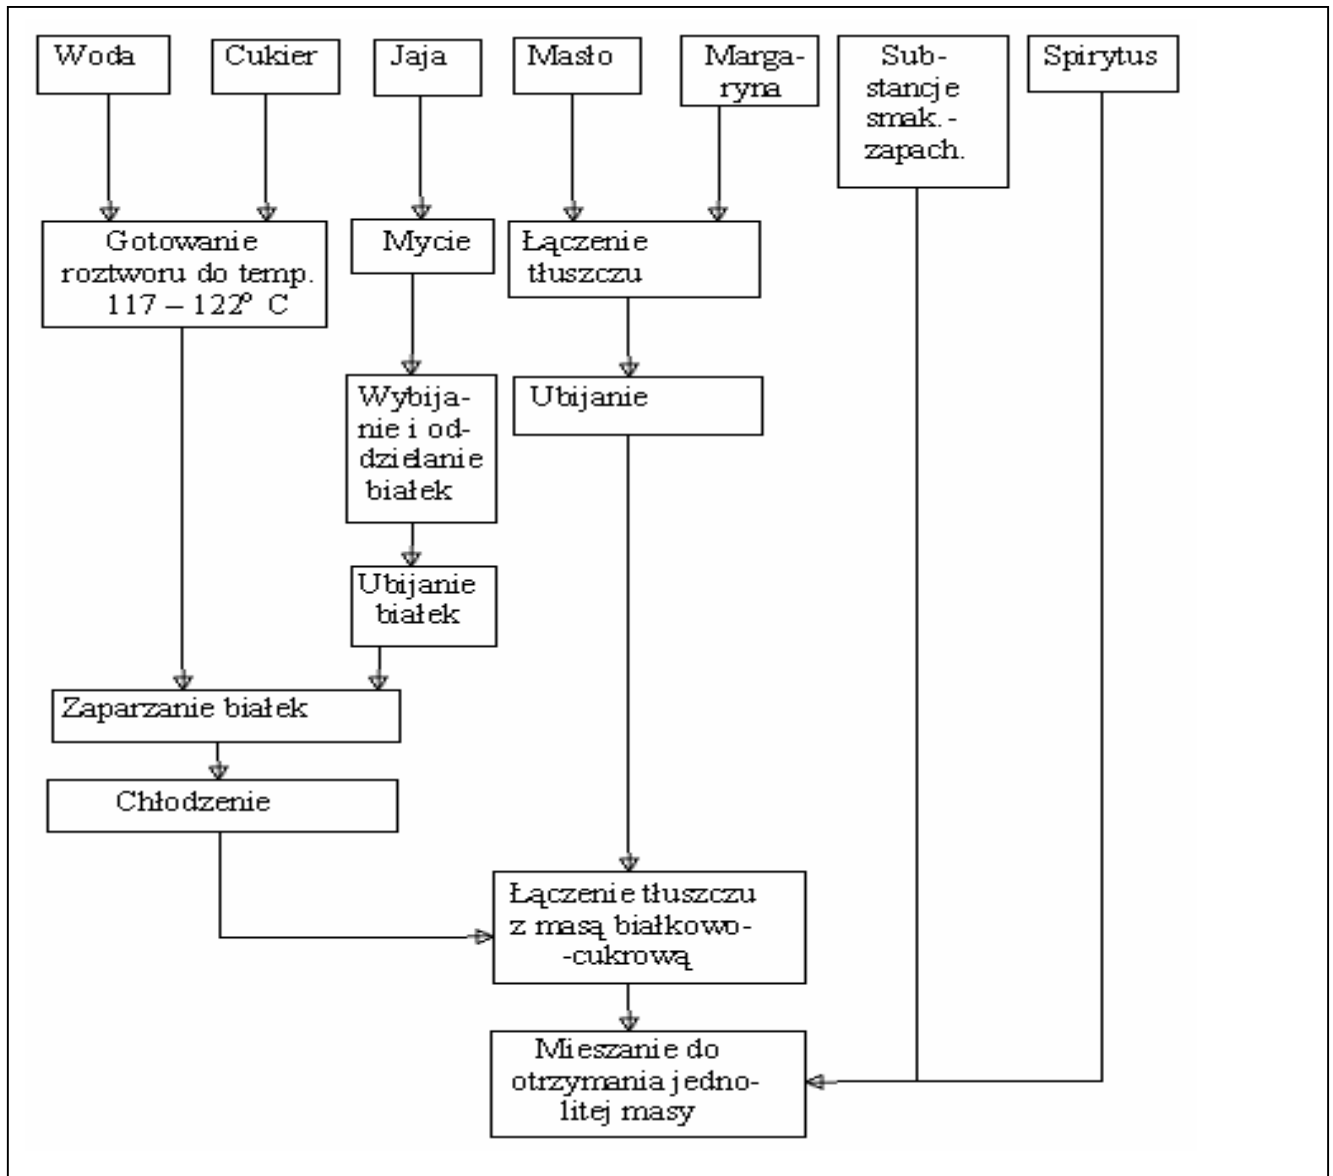 Woda
Cukier
Jaja
Masło
Marga-
ryna
Sub-
stancje
smak.-
zapach.
Spirytus
Gotowanie
roztworu do temp.
117 – 122° C
Mycie
Łączenie
tłuszczu
Wybija-
nie i od-
dzielanie
białek
Ubijanie
Ubijanie
białek
Zaparzanie białek
Chłodzenie
Łączenie tłuszczu
z masą białkowo-
-cukrową
Mieszanie do
otrzymania jedno-
litej masy